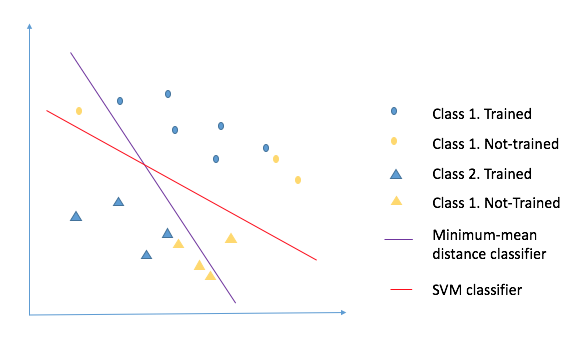 Class 1. Trained
Class 1. Not-trained
Class 2. Trained
Class 1. Not-Trained
Minimum-mean
distance classifier
SVM classifier